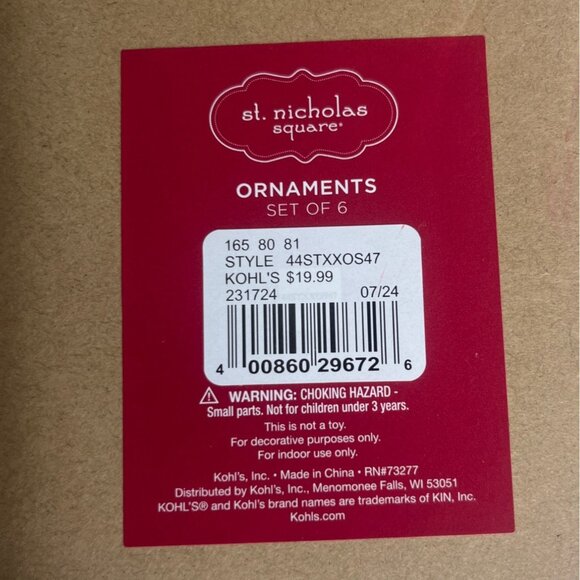 st. nicholas
square®
ORNAMENTS
SET OF 6
165 80 81
STYLE 44STXXOS47
KOHL'S $19.99
231724 07/24
4 00860 29672 6
WARNING: CHOKING HAZARD -
Small parts. Not for children under 3 years.
This is not a toy.
For decorative purposes only.
For indoor use only.
Kohl's, Inc. • Made in China • RN#73277
Distributed by Kohl's, Inc., Menomonee Falls, WI 53051
KOHL'S® and Kohl's brand names are trademarks of KIN, Inc.
Kohls.com